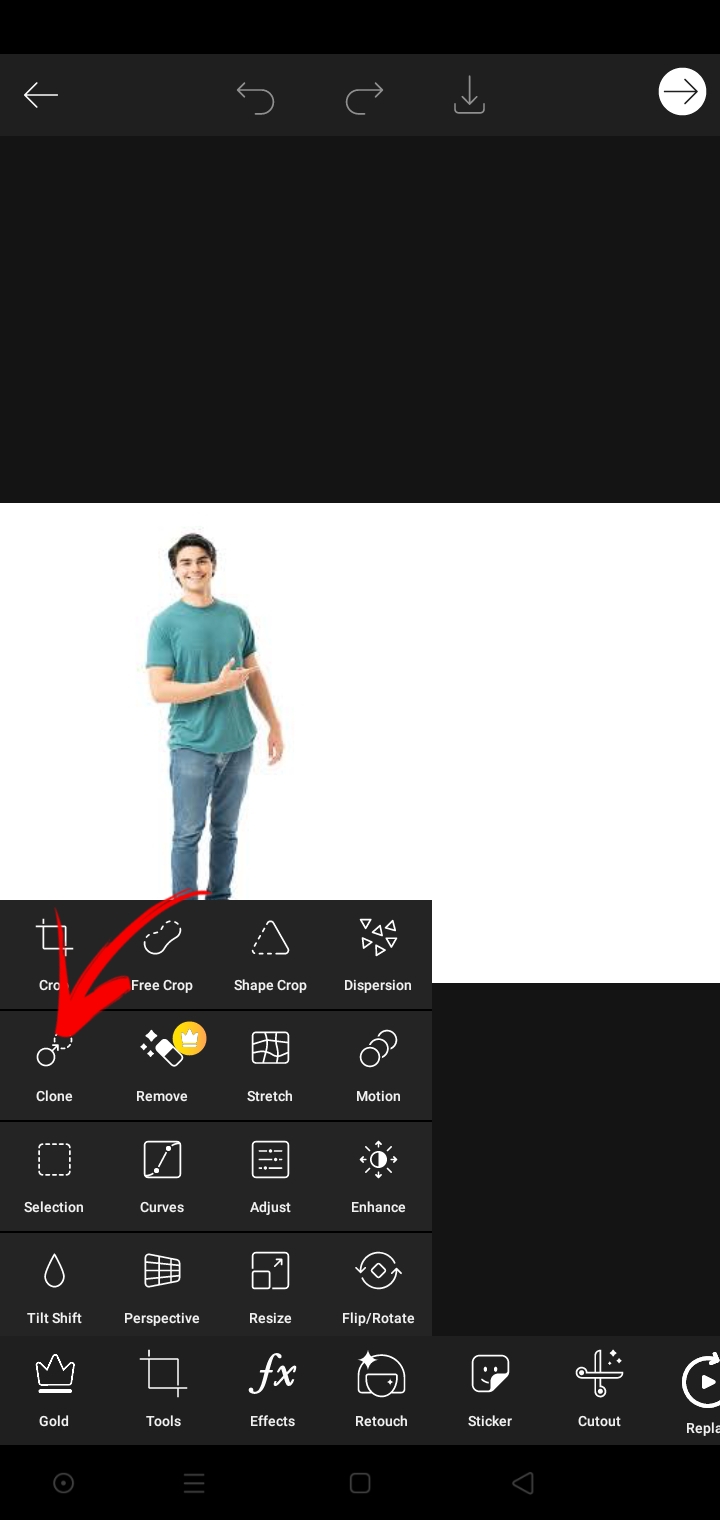 Crop
Free Crop
Shape Crop
Dispersion
Clone
Remove
Stretch
Motion
Selection
Curves
Adjust
Enhance
Tilt Shift
Perspective
Resize
Flip/Rotate
Gold
Tools
fx
Effects
Retouch
Sticker
Cutout
Repla